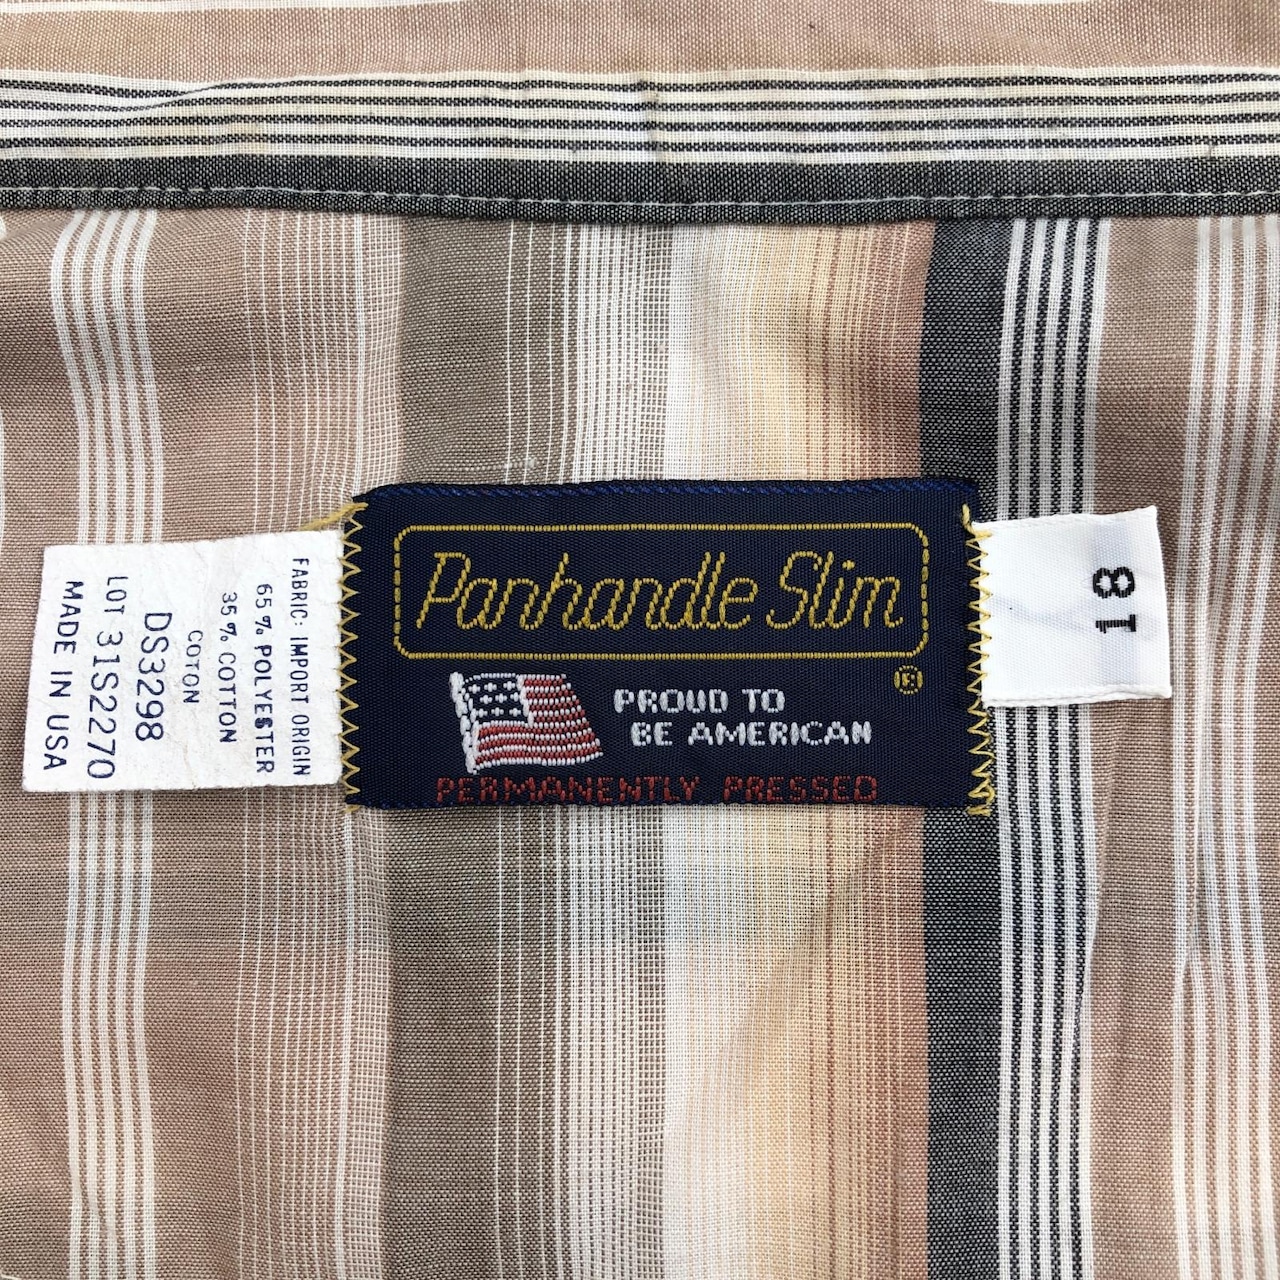 Panhandle Slim
®
PROUD TO
BE AMERICAN
PERMANENTLY PRESSED
FABRIC: IMPORT ORIGIN
65% POLYESTER
35% COTTON
COTON
DS3298
LOT 31S2270
MADE IN USA
18